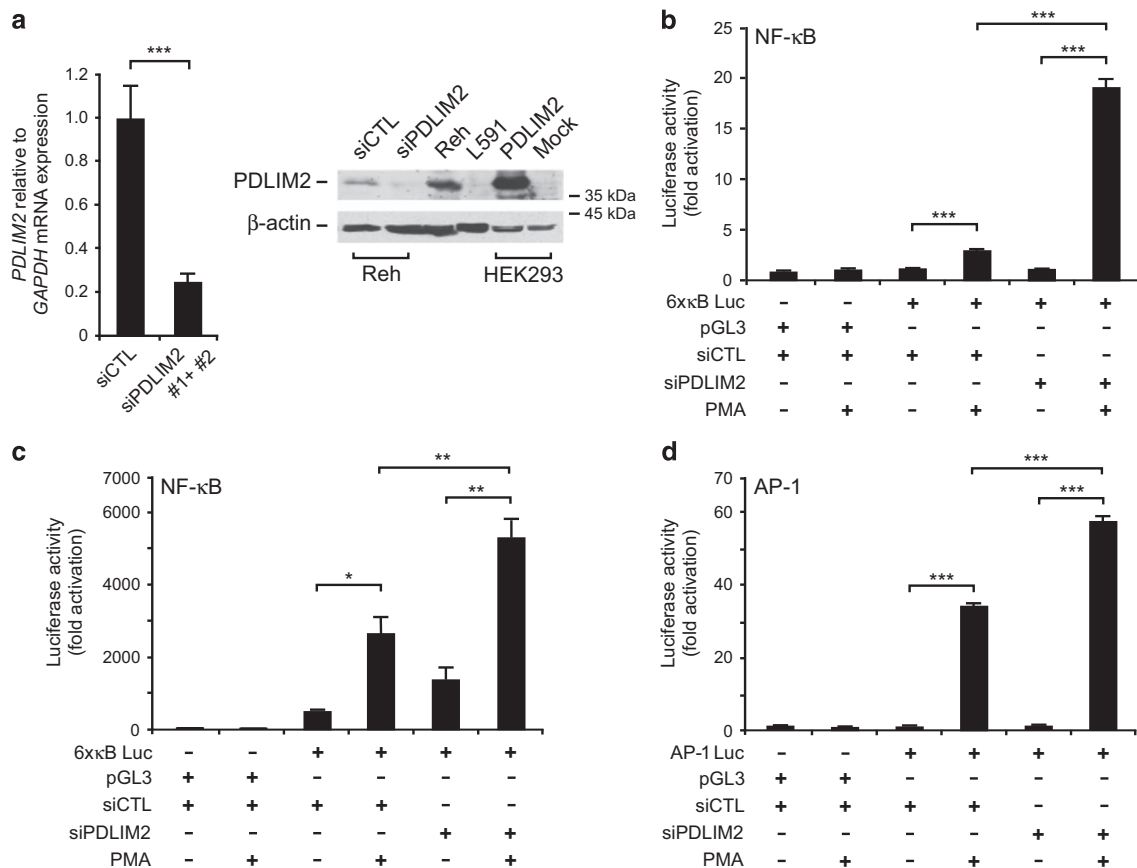 a
***
1.2
1.0
0.8
0.6
0.4
0.2
0
PDLIM2 relative to
GAPDH mRNA expression
siCTL
siPDLIM2
#1+ #2
siCTL
siPDLIM2
Reh
L591
PDLIM2
Mock
PDLIM2 –
– 35 kDa
– 45 kDa
β-actin –
Reh
HEK293
b
NF-κB
***
***
***
25
20
15
10
5
0
Luciferase activity
(fold activation)
6xκB Luc – – + + + +
pGL3 + + – – – –
siCTL + + + + – –
siPDLIM2 – – – – + +
PMA – + – + – +
c
NF-κB
**
**
*
7000
6000
4000
2000
0
Luciferase activity
(fold activation)
6xκB Luc – – + + + +
pGL3 + + – – – –
siCTL + + + + – –
siPDLIM2 – – – – + +
PMA – + – + – +
d
AP-1
***
***
***
70
60
40
20
0
Luciferase activity
(fold activation)
AP-1 Luc – – + + + +
pGL3 + + – – – –
siCTL + + + + – –
siPDLIM2 – – – – + +
PMA – + – + – +